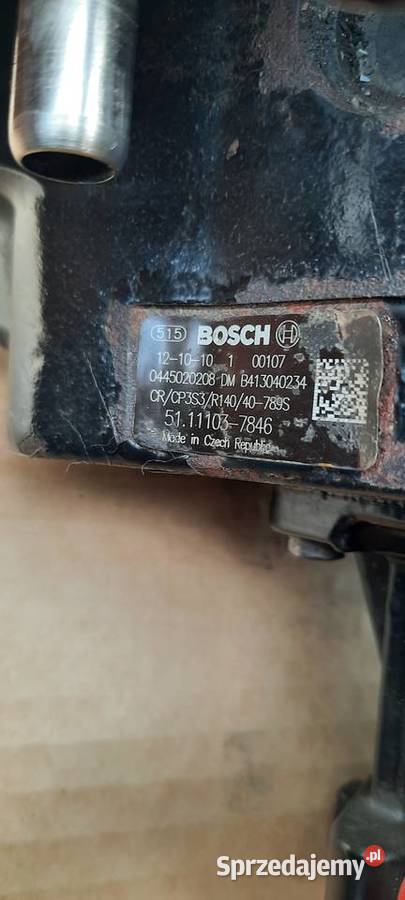 515 BOSCH
12-10-10 1 00107
0445020208 DM B413040234
CR/CP3S3/R140/40-789S
51.11103-7846
Made in Czech Republic
Sprzedajemy.pl